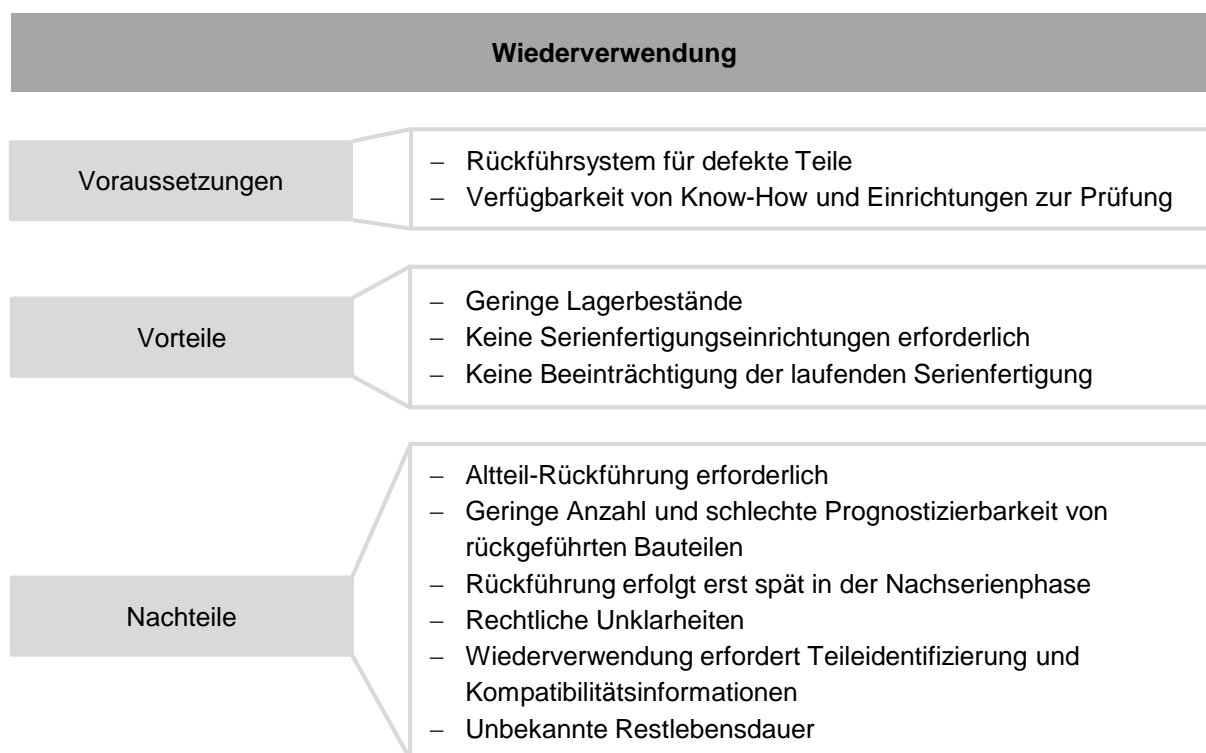 Wiederverwendung
Voraussetzungen
– Rückführsystem für defekte Teile
– Verfügbarkeit von Know-How und Einrichtungen zur Prüfung
Vorteile
– Geringe Lagerbestände
– Keine Serienfertigungseinrichtungen erforderlich
– Keine Beeinträchtigung der laufenden Serienfertigung
Nachteile
– Altteil-Rückführung erforderlich
– Geringe Anzahl und schlechte Prognostizierbarkeit von
rückgeführten Bauteilen
– Rückführung erfolgt erst spät in der Nachserienphase
– Rechtliche Unklarheiten
– Wiederverwendung erfordert Teileidentifizierung und
Kompatibilitätsinformationen
– Unbekannte Restlebensdauer